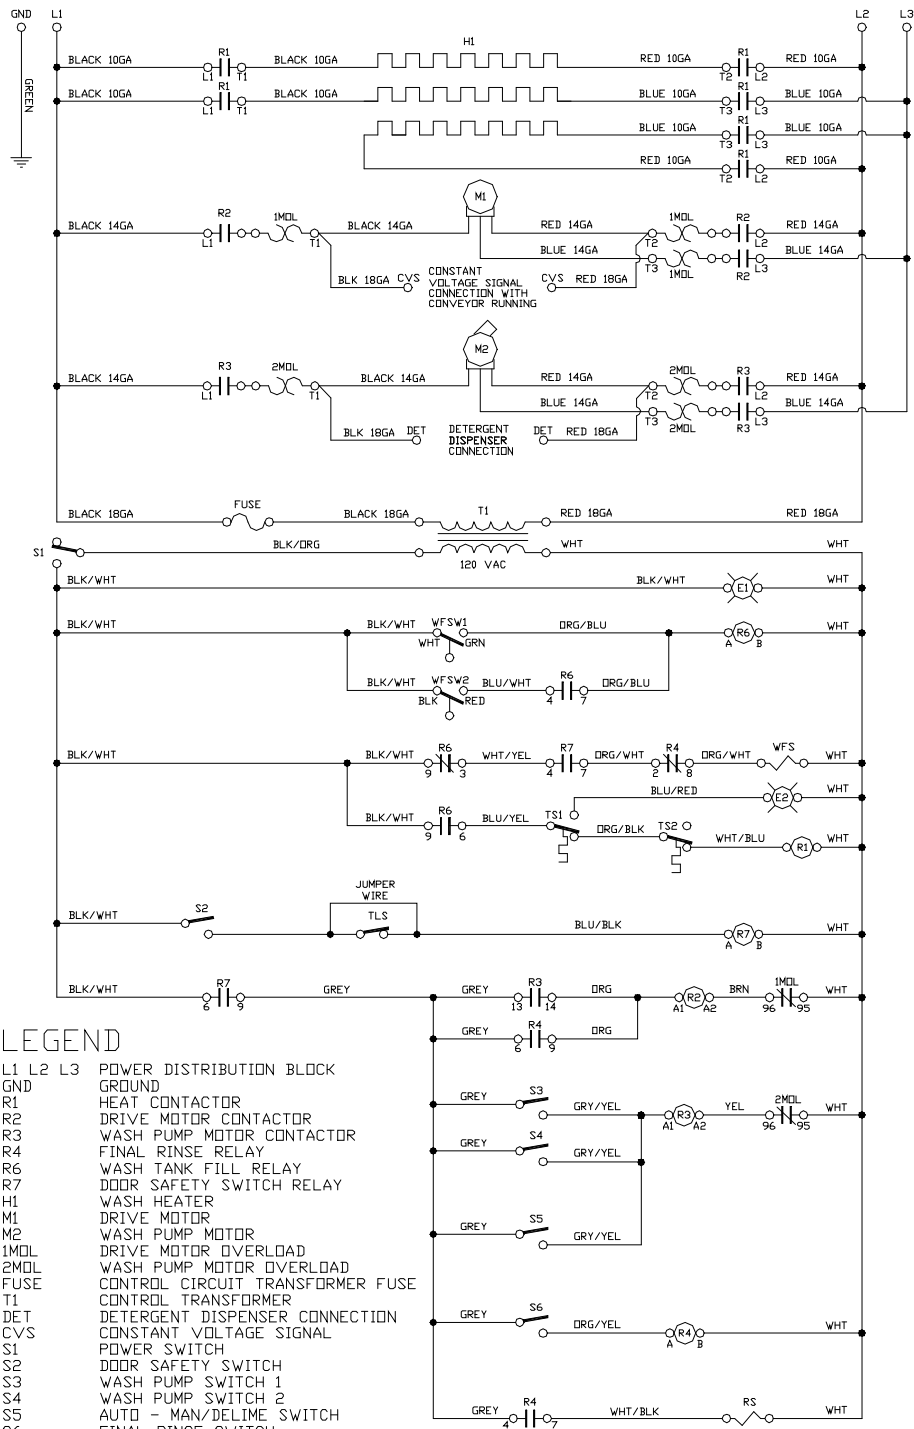 GND L1 L2 L3
H1
BLACK 10GA R1 BLACK 10GA RED 10GA R1 RED 10GA
L1 T1 T2 L2
GREEN
BLACK 10GA R1 BLACK 10GA BLUE 10GA R1 BLUE 10GA
L1 T1 T3 L3
BLUE 10GA R1 BLUE 10GA
T3 L3
RED 10GA R1 RED 10GA
T2 L2
M1
BLACK 14GA R2 1MOL BLACK 14GA RED 14GA 1MOL R2 RED 14GA
L1 T1 T2 L2
BLUE 14GA BLUE 14GA
T3 1MOL R2 L3
BLK 18GA CVS CONSTANT CVS RED 18GA
VOLTAGE SIGNAL
CONNECTION WITH
CONVEYOR RUNNING
M2
BLACK 14GA R3 2MOL BLACK 14GA RED 14GA 2MOL R3 RED 14GA
L1 T1 T2 L2
BLUE 14GA BLUE 14GA
T3 2MOL R3 L3
BLK 18GA DET DETERGENT DET RED 18GA
DISPENSER
CONNECTION
FUSE
BLACK 18GA BLACK 18GA T1 RED 18GA RED 18GA
S1 BLK/ORG WHT WHT
120 VAC
BLK/WHT BLK/WHT E1 WHT
BLK/WHT BLK/WHT WFSW1 ORG/BLU R6 WHT
WHT GRN A B
BLK/WHT WFSW2 BLU/WHT R6 ORG/BLU
BLK RED 4 7
BLK/WHT BLK/WHT R6 WHT/YEL R7 ORG/WHT R4 ORG/WHT WFS WHT
9 3 4 7 2 8
BLU/RED E2 WHT
BLK/WHT R6 BLU/YEL TS1 ORG/BLK TS2 WHT/BLU R1 WHT
9 6
JUMPER
WIRE
BLK/WHT S2 TLS BLU/BLK R7 WHT
A B
BLK/WHT R7 GREY GREY R3 ORG R2 BRN 1MOL WHT
6 9 13 14 A1 A2 96 95
GREY R4 ORG
6 9
GREY S3 GRY/YEL R3 YEL 2MOL WHT
A1 A2 96 95
GREY S4 GRY/YEL
GREY S5 GRY/YEL
GREY S6 ORG/YEL R4 WHT
A B
GREY R4 WHT/BLK RS WHT
4 7
LEGEND
L1 L2 L3 POWER DISTRIBUTION BLOCK
GND GROUND
R1 HEAT CONTACTOR
R2 DRIVE MOTOR CONTACTOR
R3 WASH PUMP MOTOR CONTACTOR
R4 FINAL RINSE RELAY
R6 WASH TANK FILL RELAY
R7 DOOR SAFETY SWITCH RELAY
H1 WASH HEATER
M1 DRIVE MOTOR
M2 WASH PUMP MOTOR
1MOL DRIVE MOTOR OVERLOAD
2MOL WASH PUMP MOTOR OVERLOAD
FUSE CONTROL CIRCUIT TRANSFORMER FUSE
T1 CONTROL TRANSFORMER
DET DETERGENT DISPENSER CONNECTION
CVS CONSTANT VOLTAGE SIGNAL
S1 POWER SWITCH
S2 DOOR SAFETY SWITCH
S3 WASH PUMP SWITCH 1
S4 WASH PUMP SWITCH 2
S5 AUTO - MAN/DELIME SWITCH
S6 FINAL RINSE SWITCH